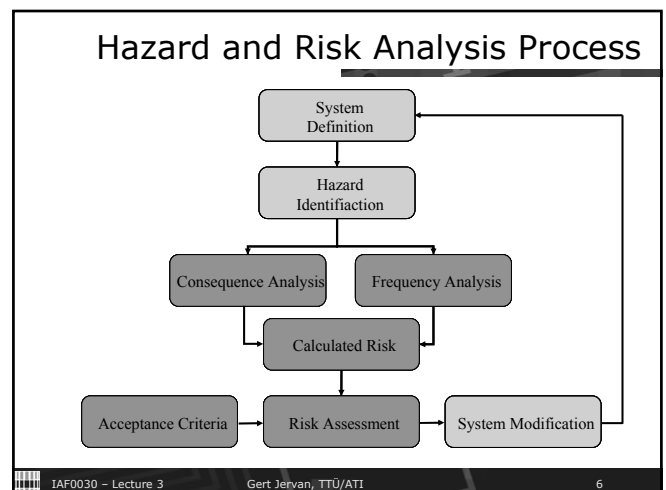 Hazard and Risk Analysis Process
System
Definition
Hazard
Identifiaction
Consequence Analysis
Frequency Analysis
Calculated Risk
Acceptance Criteria
Risk Assessment
System Modification
IAF0030 – Lecture 3
Gert Jervan, TTÜ/ATI
6